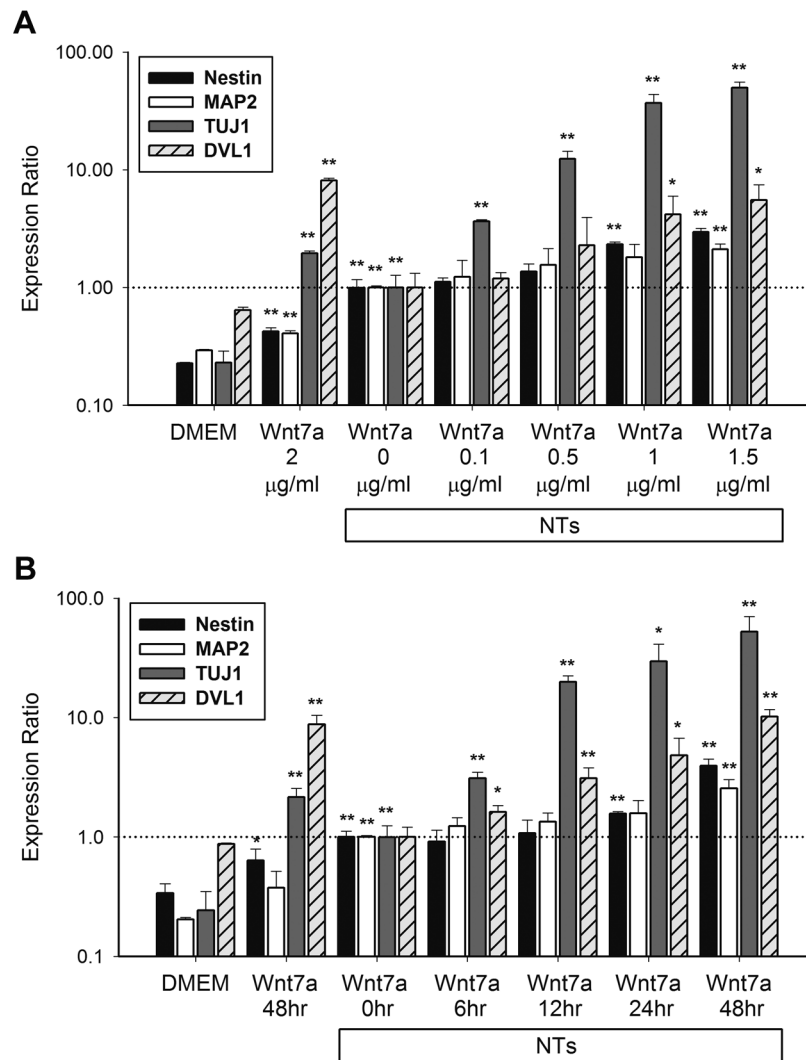 A
100.00
10.00
1.00
0.10
Expression Ratio
Nestin
MAP2
TUJ1
DVL1
** ** ** ** ** ** ** ** ** ** ** * ** ** ** ** *
DMEM Wnt7a Wnt7a Wnt7a Wnt7a Wnt7a Wnt7a
2 0 0.1 0.5 1 1.5
μg/ml μg/ml μg/ml μg/ml μg/ml μg/ml
NTs
B
100.0
10.0
1.0
0.1
Expression Ratio
Nestin
MAP2
TUJ1
DVL1
* ** ** ** ** ** ** * ** ** ** * * ** ** ** **
DMEM Wnt7a Wnt7a Wnt7a Wnt7a Wnt7a Wnt7a
48hr 0hr 6hr 12hr 24hr 48hr
NTs